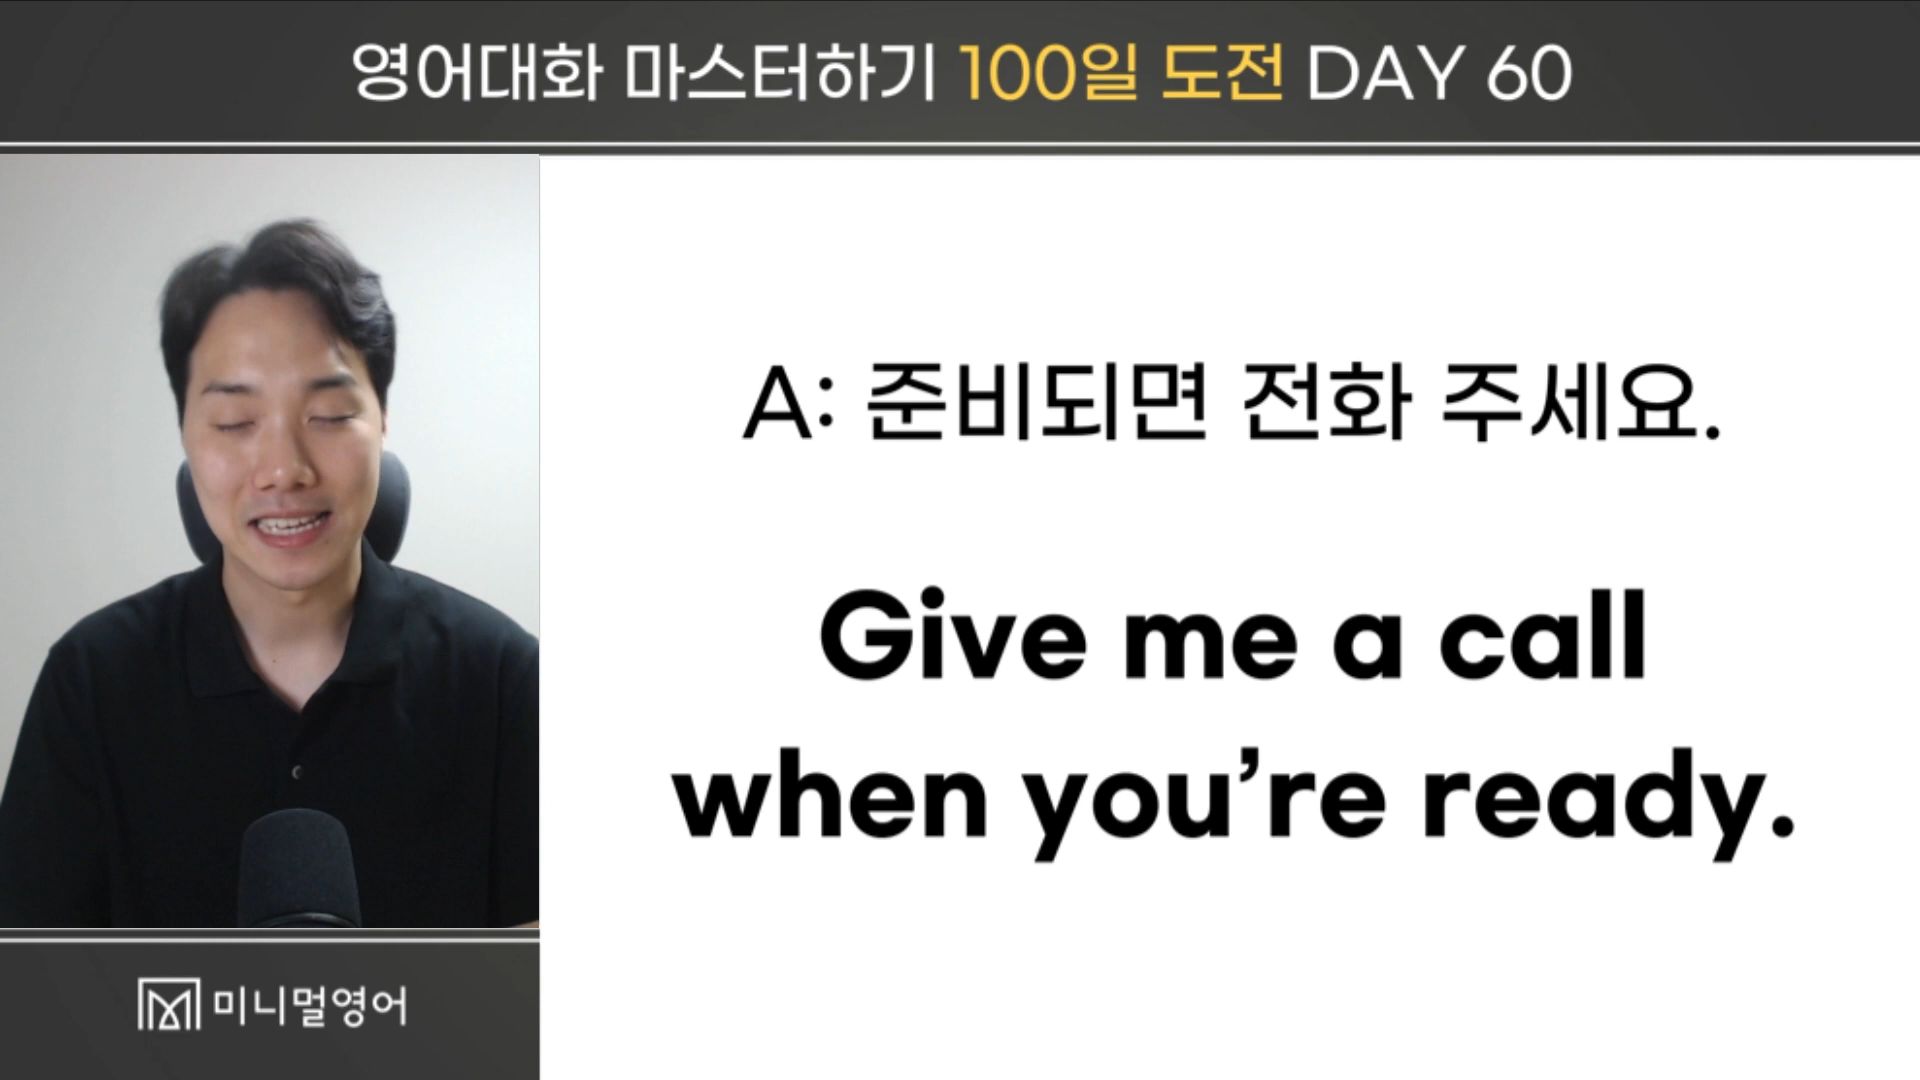 영어대화 마스터하기 100일 도전 DAY 60
A: 준비되면 전화 주세요.
Give me a call
when you’re ready.
미니멀영어